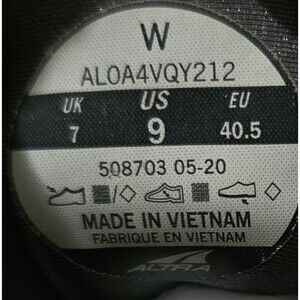 W
ALOA4VQY212
UK US EU
7 9 40.5
508703 05-20
MADE IN VIETNAM
FABRIQUE EN VIETNAM
ALTRA